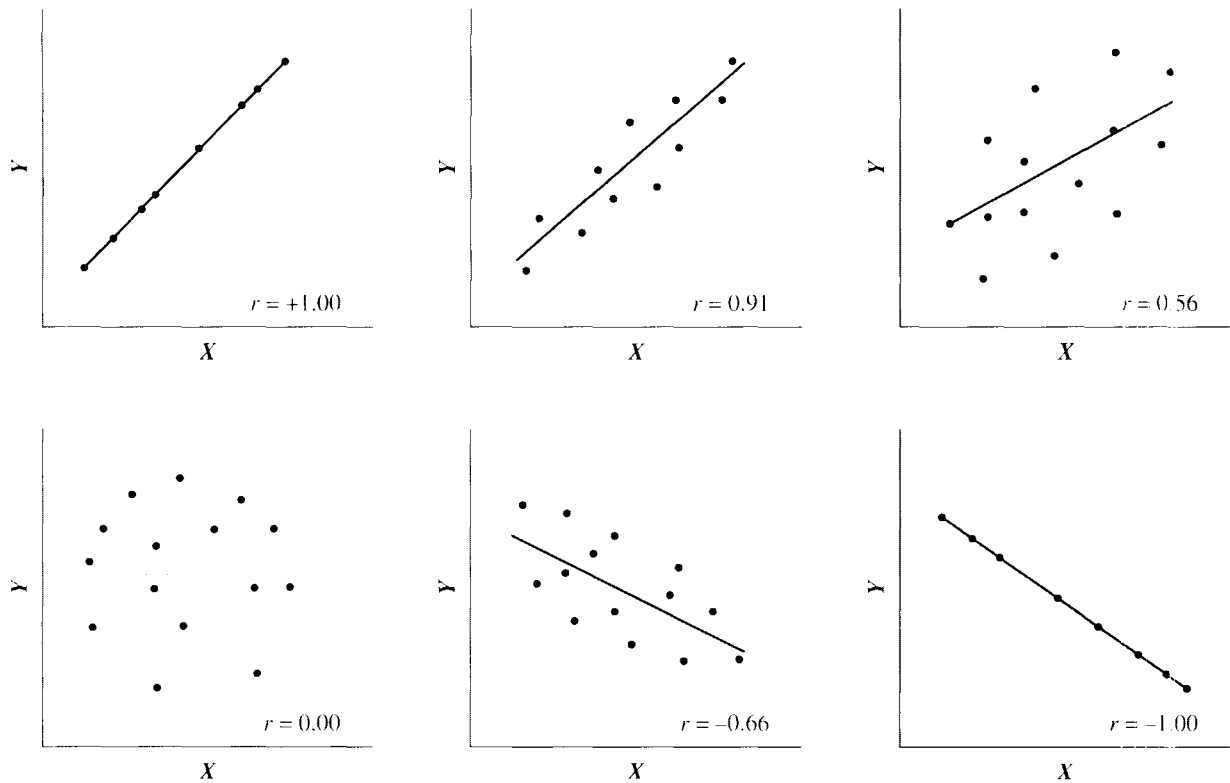 Y
r = +1.00
X
Y
r = 0.91
X
Y
r = 0.56
X
Y
r = 0.00
X
Y
r = –0.66
X
Y
r = –1.00
X